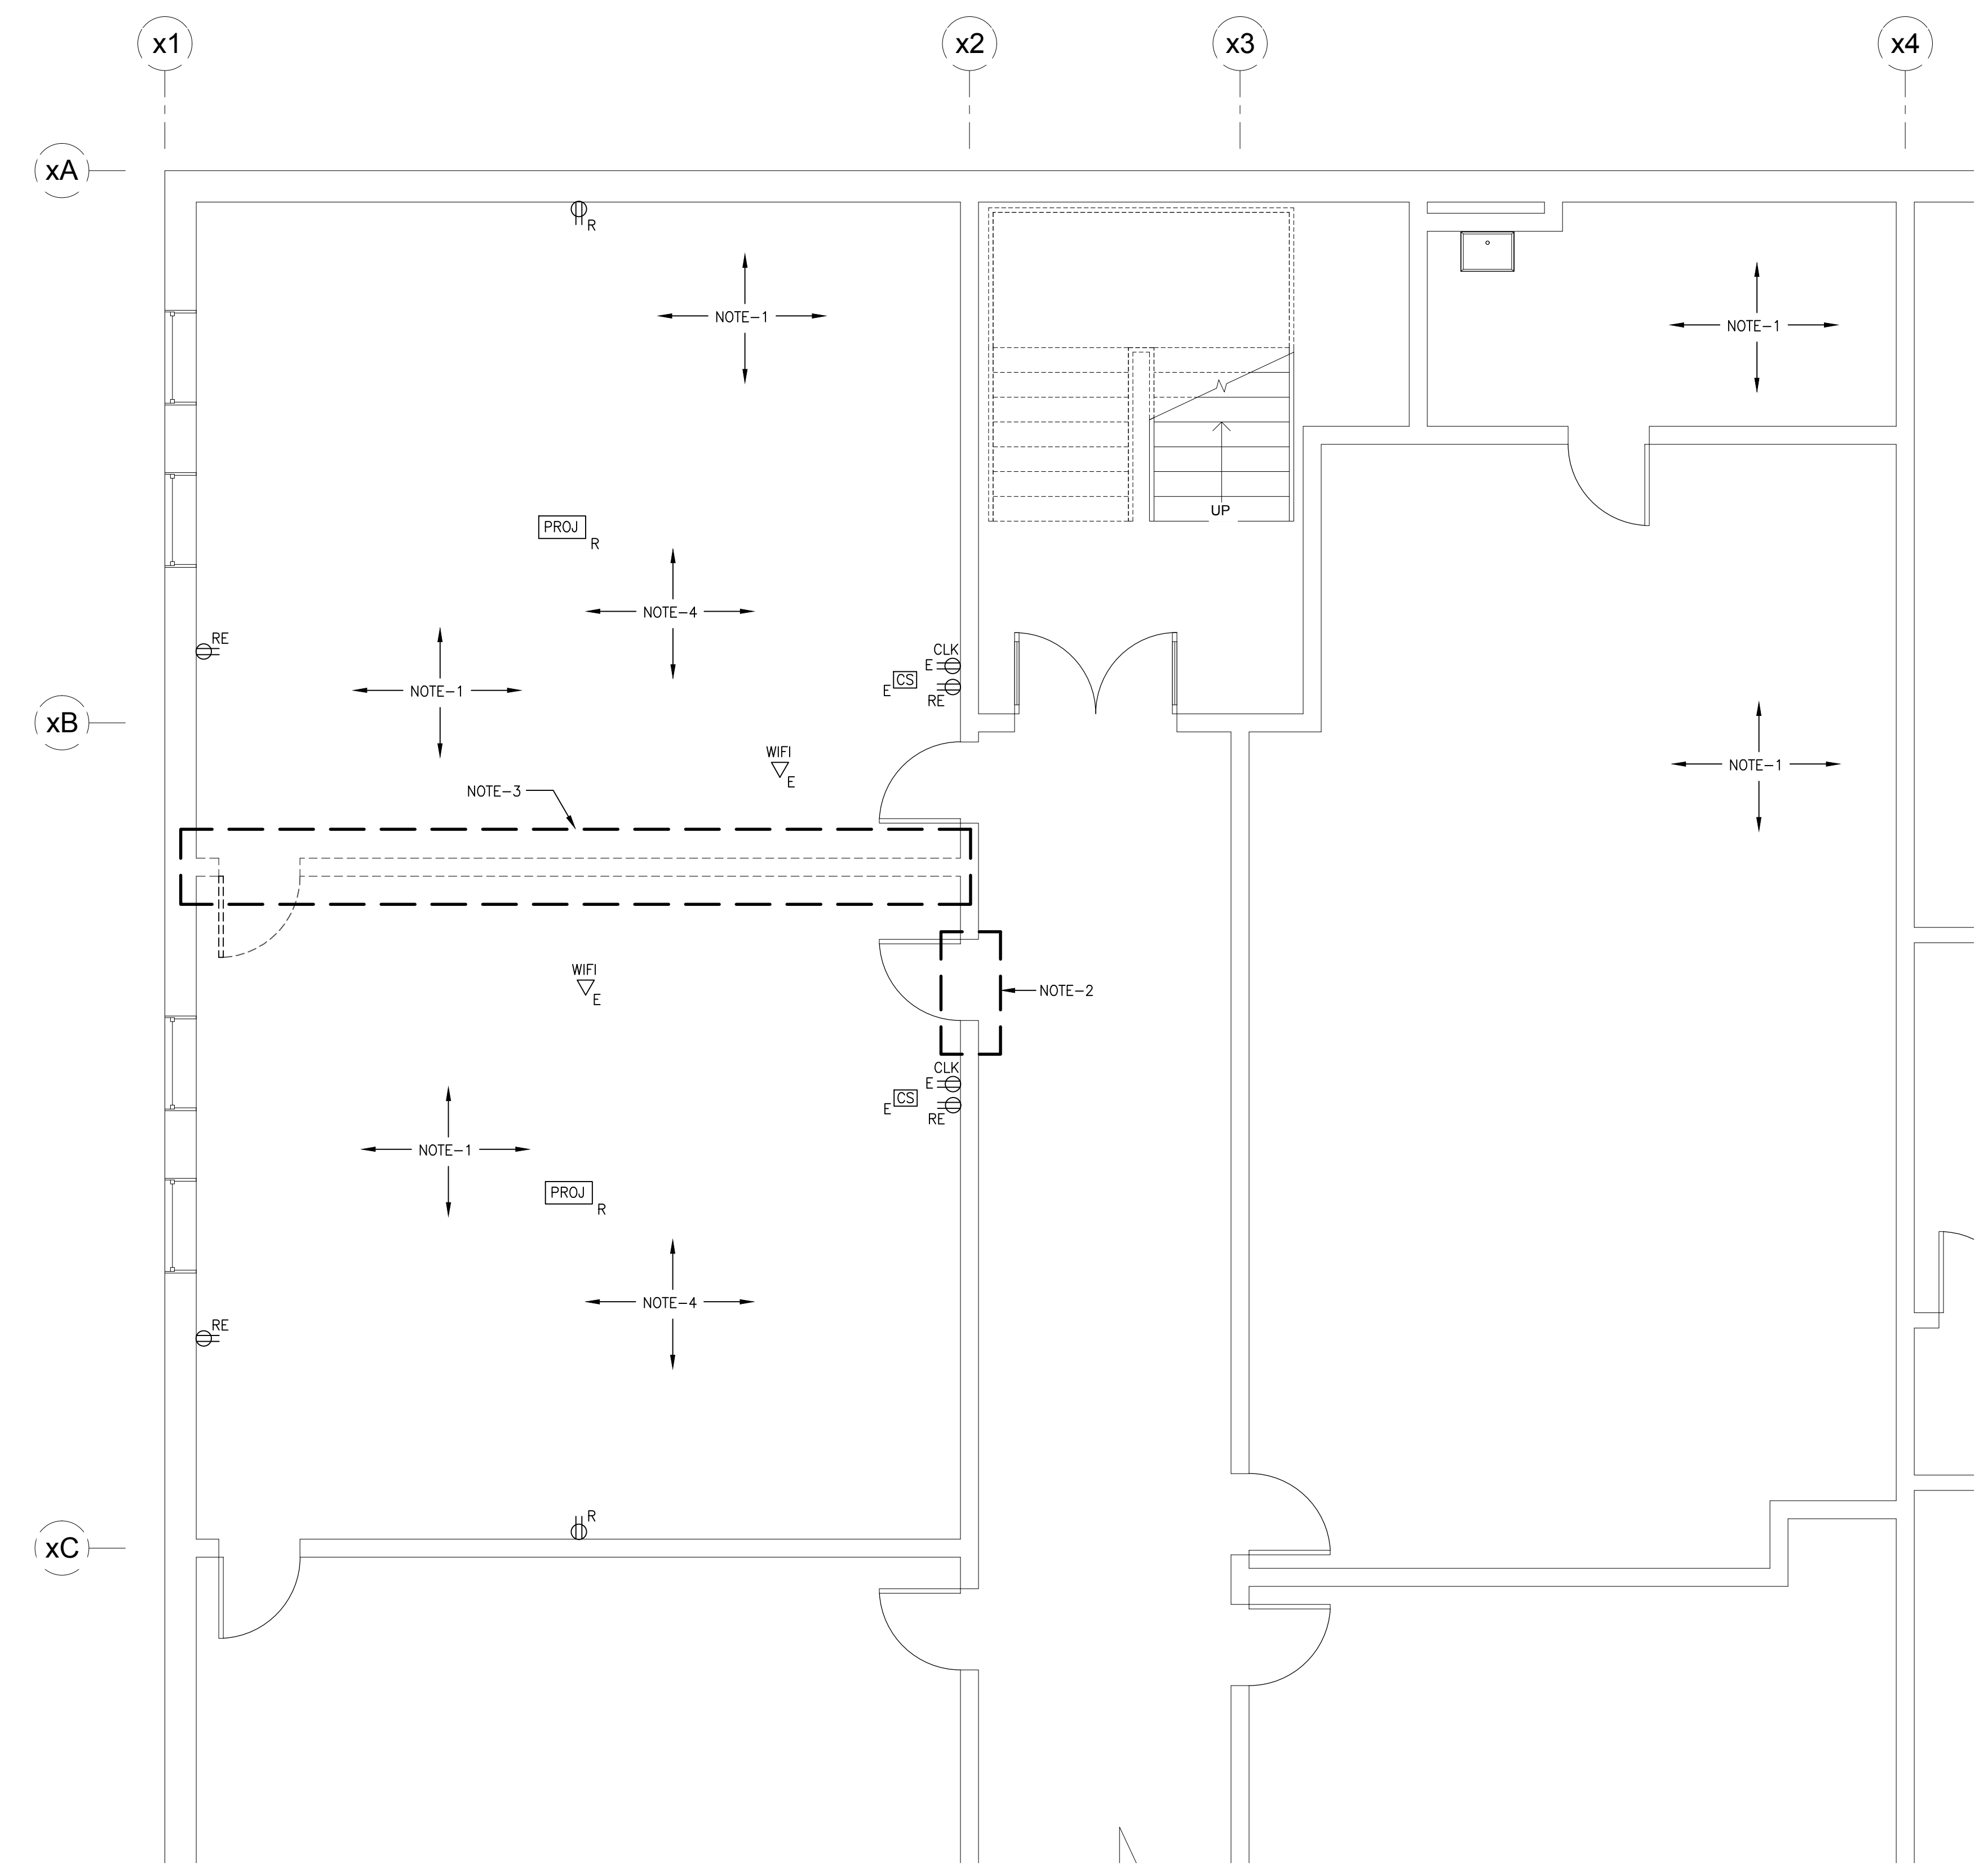 x1
x2
x3
x4
xA
R
NOTE-1
NOTE-1
UP
PROJ
R
NOTE-4
RE
CLK
E
CS
E
RE
NOTE-1
xB
WIFI
E
NOTE-1
NOTE-3
WIFI
E
NOTE-2
CLK
E
CS
E
RE
NOTE-1
PROJ
R
NOTE-4
RE
R
xC